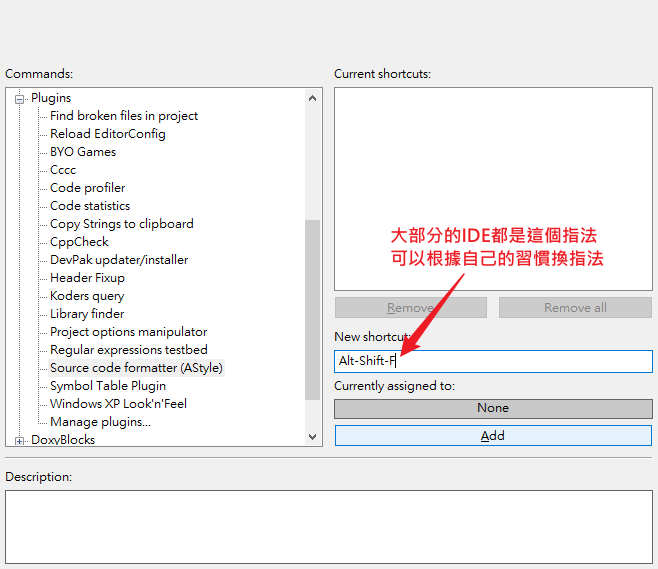 Commands:
Plugins
Find broken files in project
Reload EditorConfig
BYO Games
Cccc
Code profiler
Code statistics
Copy Strings to clipboard
CppCheck
DevPak updater/installer
Header Fixup
Koders query
Library finder
Project options manipulator
Regular expressions testbed
Source code formatter (AStyle)
Symbol Table Plugin
Windows XP Look'n'Feel
Manage plugins...
DoxyBlocks
Current shortcuts:
大部分的IDE都是這個指法
可以根據自己的習慣換指法
Remove
Remove all
New shortcut:
Alt-Shift-F
Currently assigned to:
None
Add
Description: